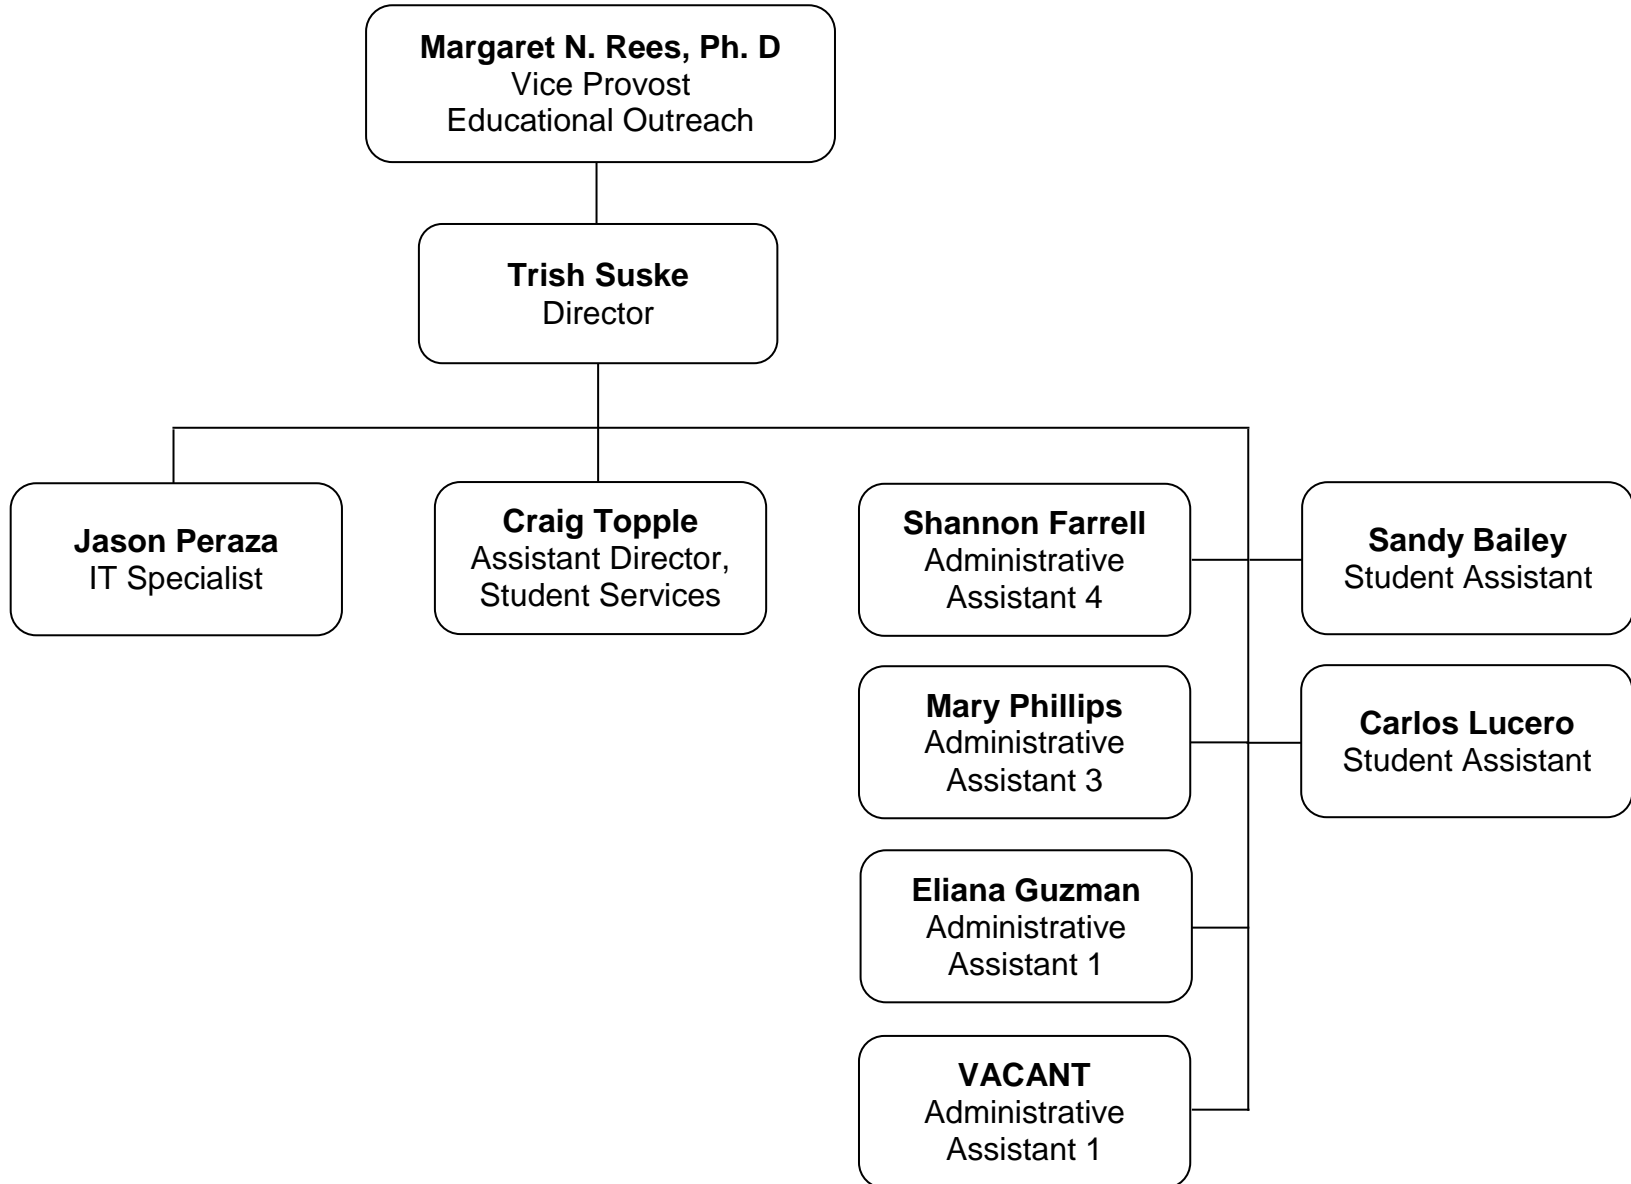 Margaret N. Rees, Ph. D
Vice Provost
Educational Outreach
Trish Suske
Director
Jason Peraza
IT Specialist
Craig Topple
Assistant Director,
Student Services
Shannon Farrell
Administrative
Assistant 4
Sandy Bailey
Student Assistant
Mary Phillips
Administrative
Assistant 3
Carlos Lucero
Student Assistant
Eliana Guzman
Administrative
Assistant 1
VACANT
Administrative
Assistant 1